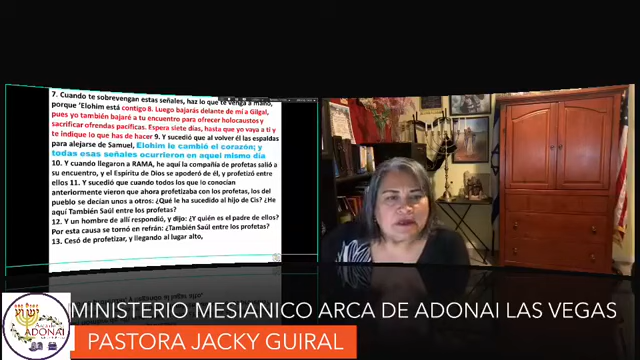 7. Cuando te sobrevengan estas señales, haz lo que te venga a mano,
porque 'Elohim está contigo 8. Luego bajarás delante de mí a Gilgal,
pues yo también bajaré a tu encuentro para ofrecer holocaustos y
sacrificar ofrendas pacíficas. Espera siete días, hasta que yo vaya a ti y
te indique lo que has de hacer 9. Y sucedió que al volver él las espaldas
para alejarse de Samuel, Elohim le cambió el corazón; y
todas esas señales ocurrieron en aquel mismo día
10. Y cuando llegaron a RAMA, he aquí la compañía de profetas salió a
su encuentro, y el Espíritu de Dios se apoderó de él, y profetizó entre
ellos 11. Y sucedió que cuando todos los que lo conocían
anteriormente vieron que ahora profetizaba con los profetas, los del
pueblo se decían unos a otros: ¿Qué le ha sucedido al hijo de Cis? ¿He
aquí También Saúl entre los profetas?
12. Y un hombre de allí respondió, y dijo: ¿Y quién es el padre de ellos?
Por esta causa se tornó en refrán: ¿También Saúl entre los profetas?
13. Cesó de profetizar, y llegando al lugar alto,
MINISTERIO MESIANICO ARCA DE ADONAI LAS VEGAS
PASTORA JACKY GUIRAL
ADONAI